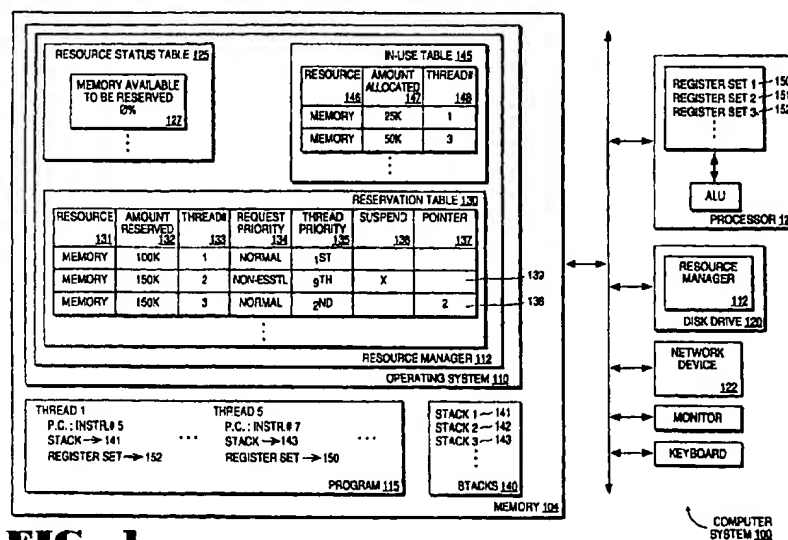 RESOURCE STATUS TABLE 125
MEMORY AVAILABLE
TO BE RESERVED
0%
127
IN-USE TABLE 145
RESOURCE 146 AMOUNT ALLOCATED 147 THREAD# 148
MEMORY 25K 1
MEMORY 50K 3
RESERVATION TABLE 130
RESOURCE 131 AMOUNT RESERVED 132 THREAD# 133 REQUEST PRIORITY 134 THREAD PRIORITY 135 SUSPEND 136 POINTER 137
MEMORY 100K 1 NORMAL 1ST
MEMORY 150K 2 NON-ESSTL 9TH X
139
MEMORY 150K 3 NORMAL 2ND 2
138
RESOURCE MANAGER 112
OPERATING SYSTEM 110
THREAD 1
P.C.: INSTR.# 5
STACK → 141
REGISTER SET → 152
THREAD 5
P.C.: INSTR.# 7
STACK → 143
REGISTER SET → 150
PROGRAM 115
STACK 1 141
STACK 2 142
STACK 3 143
STACKS 140
MEMORY 104
REGISTER SET 1 150
REGISTER SET 2 151
REGISTER SET 3 152
ALU
PROCESSOR
RESOURCE
MANAGER
112
DISK DRIVE 120
NETWORK
DEVICE
122
MONITOR
KEYBOARD
COMPUTER
SYSTEM 100